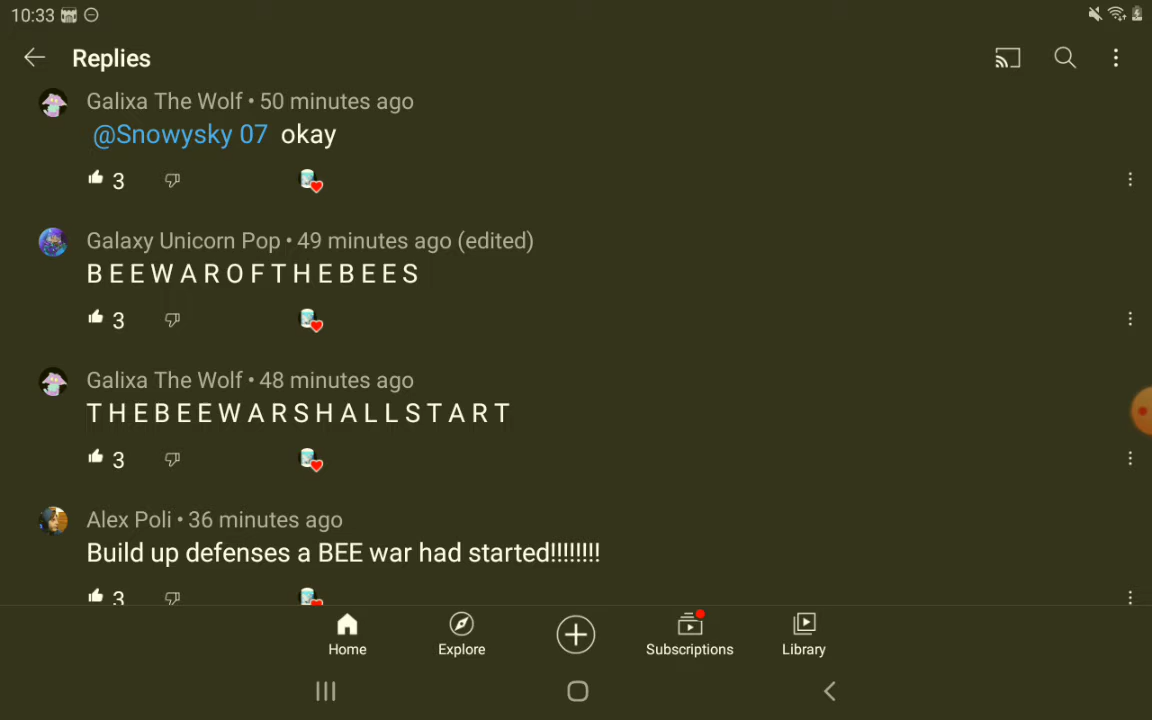 10:33
Replies
Galixa The Wolf • 50 minutes ago
@Snowysky 07 okay
3
Galaxy Unicorn Pop • 49 minutes ago (edited)
B E E W A R O F T H E B E E S
3
Galixa The Wolf • 48 minutes ago
T H E B E E W A R S H A L L S T A R T
3
Alex Poli • 36 minutes ago
Build up defenses a BEE war had started!!!!!!!!
3
Home Explore Subscriptions Library